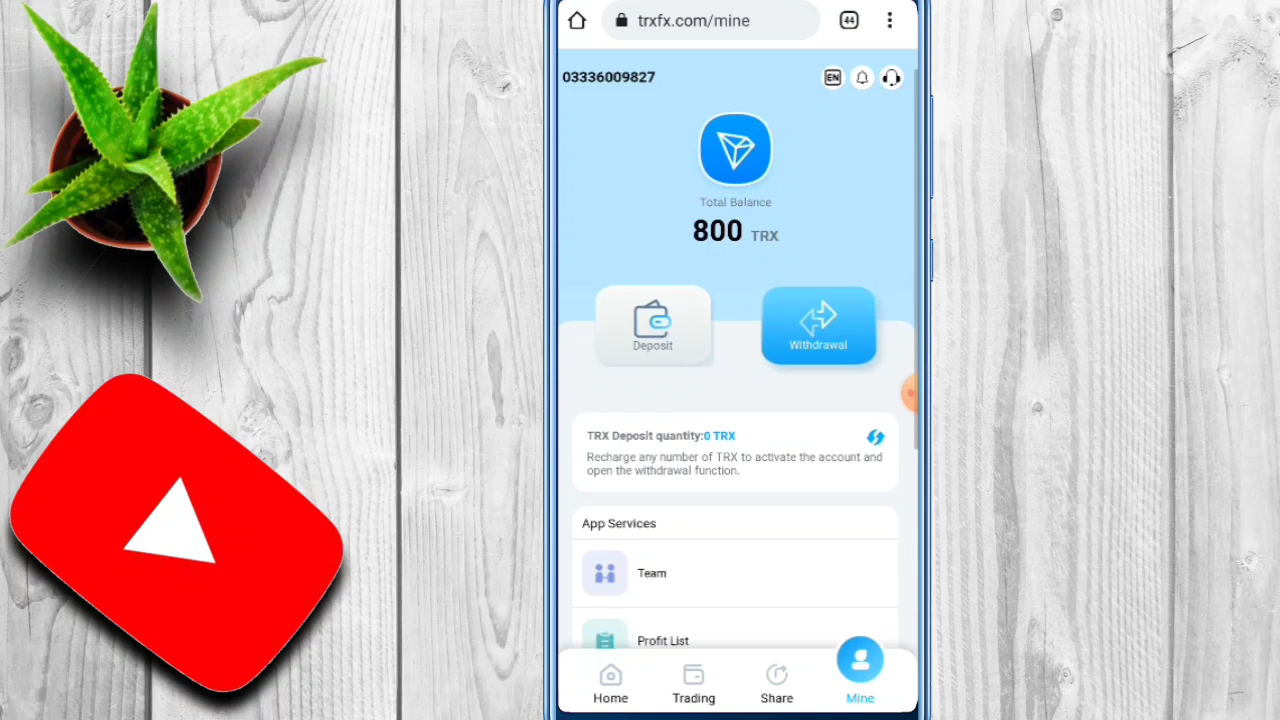 trxfx.com/mine
44
03336009827
EN
Total Balance
800 TRX
Deposit
Withdrawal
TRX Deposit quantity:0 TRX
Recharge any number of TRX to activate the account and
open the withdrawal function.
App Services
Team
Profit List
Home
Trading
Share
Mine